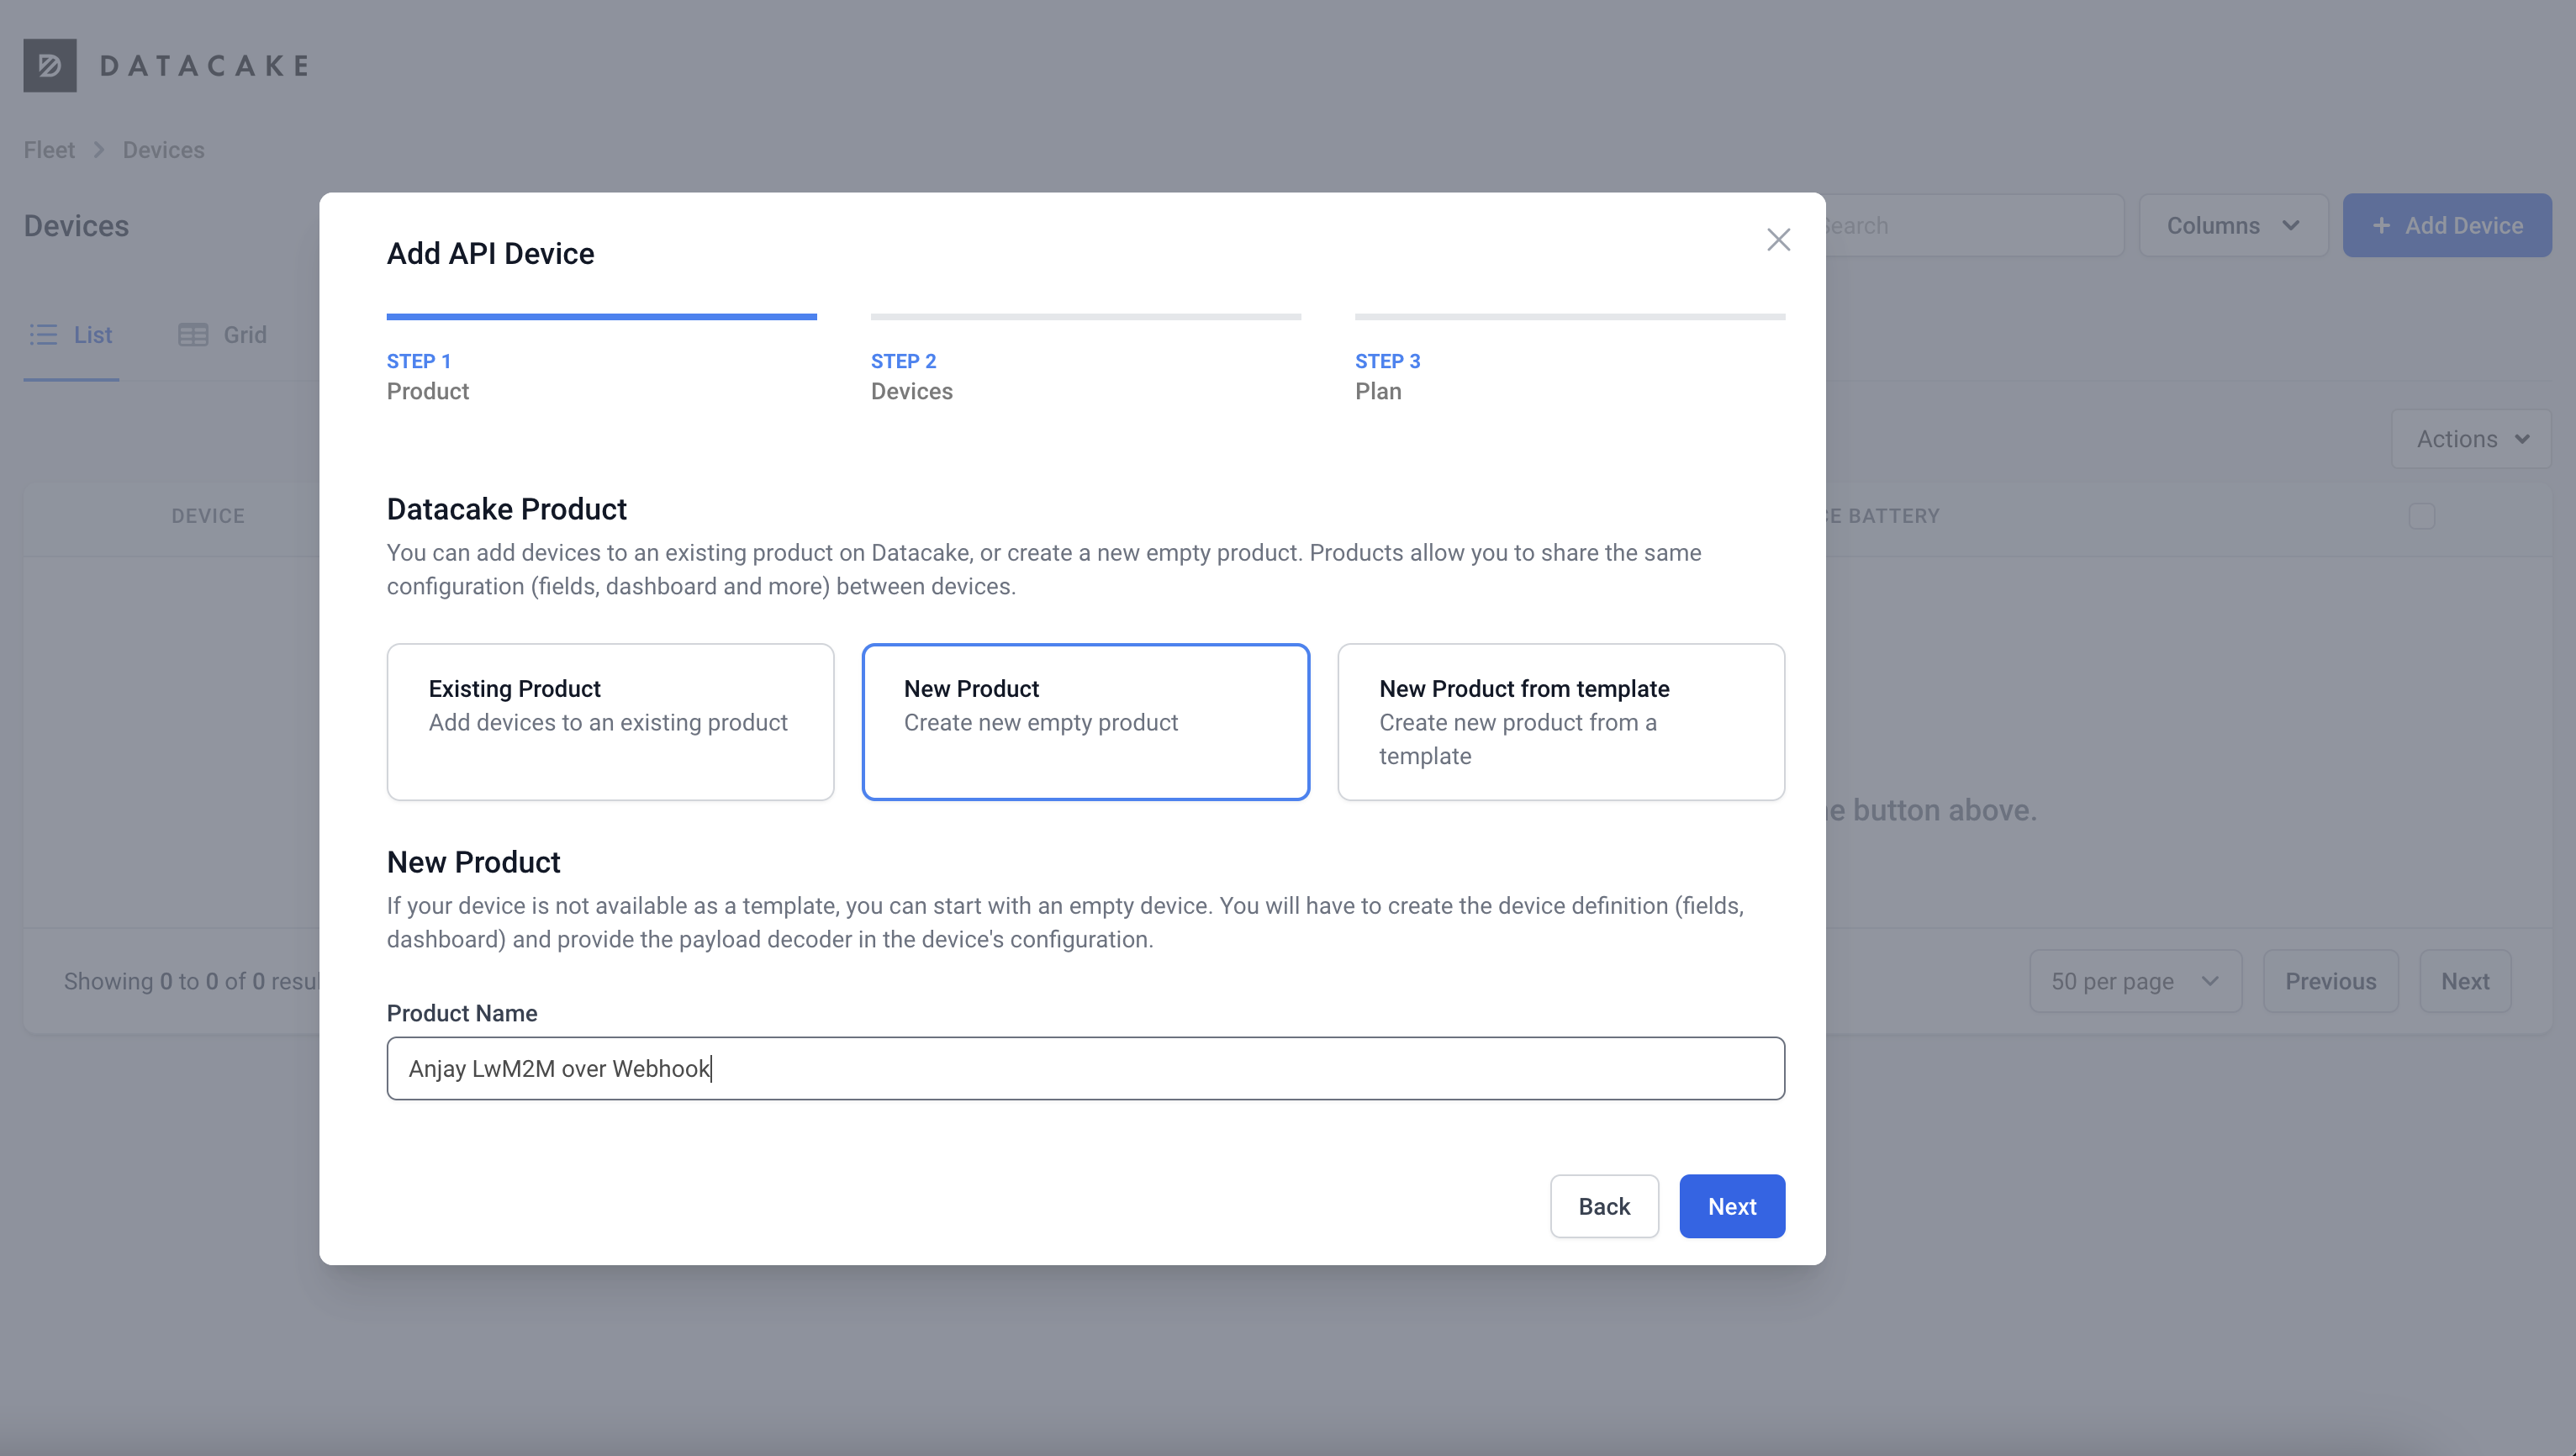 DATACAKE
Fleet > Devices
Devices
Search
Columns
+ Add Device
List
Grid
Actions
DEVICE
BATTERY
button above.
Showing 0 to 0 of 0
50 per page
Previous
Next
Add API Device
STEP 1
Product
STEP 2
Devices
STEP 3
Plan
Datacake Product
You can add devices to an existing product on Datacake, or create a new empty product. Products allow you to share the same
configuration (fields, dashboard and more) between devices.
Existing Product
Add devices to an existing product
New Product
Create new empty product
New Product from template
Create new product from a
template
New Product
If your device is not available as a template, you can start with an empty device. You will have to create the device definition (fields,
dashboard) and provide the payload decoder in the device's configuration.
Product Name
Anjay LwM2M over Webhook
Back
Next